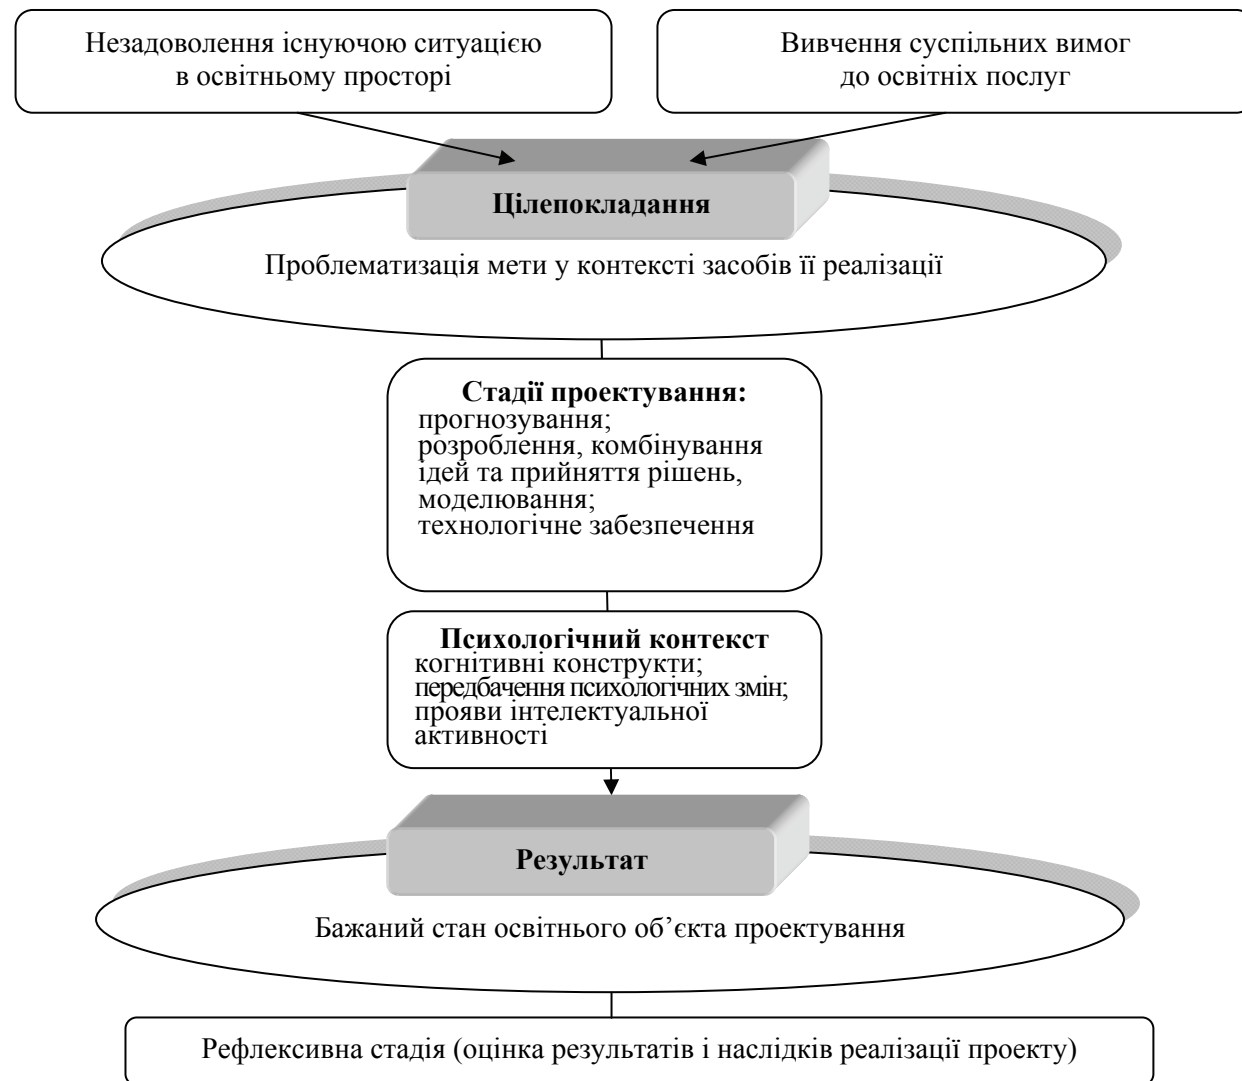 Незадоволення існуючою ситуацією
в освітньому просторі
Вивчення суспільних вимог
до освітніх послуг
Цілепокладання
Проблематизація мети у контексті засобів її реалізації
Стадії проектування:
прогнозування;
розроблення, комбінування
ідей та прийняття рішень,
моделювання;
технологічне забезпечення
Психологічний контекст
когнітивні конструкти;
передбачення психологічних змін;
прояви інтелектуальної
активності
Результат
Бажаний стан освітнього об’єкта проектування
Рефлексивна стадія (оцінка результатів і наслідків реалізації проекту)